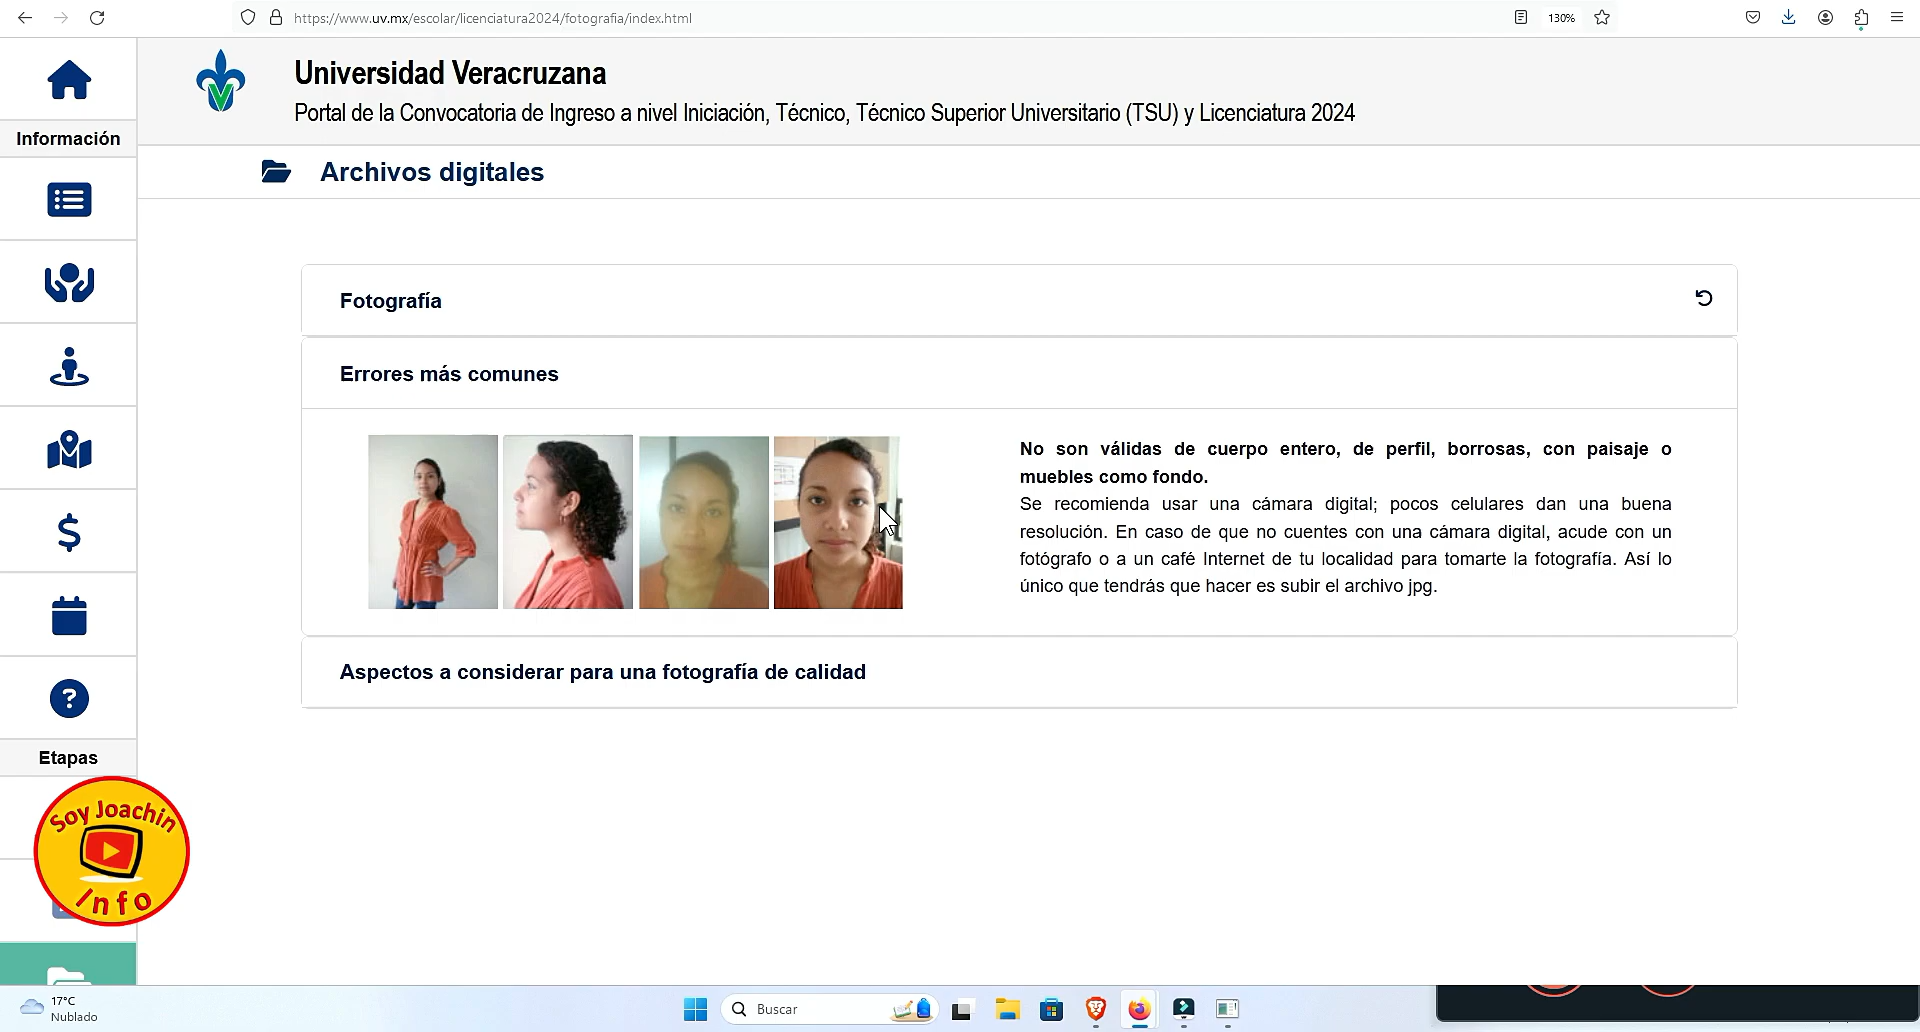 https://www.uv.mx/escolar/licenciatura2024/fotografia/index.html
130%
Universidad Veracruzana
Portal de la Convocatoria de Ingreso a nivel Iniciación, Técnico, Técnico Superior Universitario (TSU) y Licenciatura 2024
Información
Archivos digitales
Fotografía
Errores más comunes
No son válidas de cuerpo entero, de perfil, borrosas, con paisaje o
muebles como fondo.
Se recomienda usar una cámara digital; pocos celulares dan una buena
resolución. En caso de que no cuentes con una cámara digital, acude con un
fotógrafo o a un café Internet de tu localidad para tomarte la fotografía. Así lo
único que tendrás que hacer es subir el archivo jpg.
Aspectos a considerar para una fotografía de calidad
Etapas
Soy Joachin
Info
17°C
Nublado
Buscar